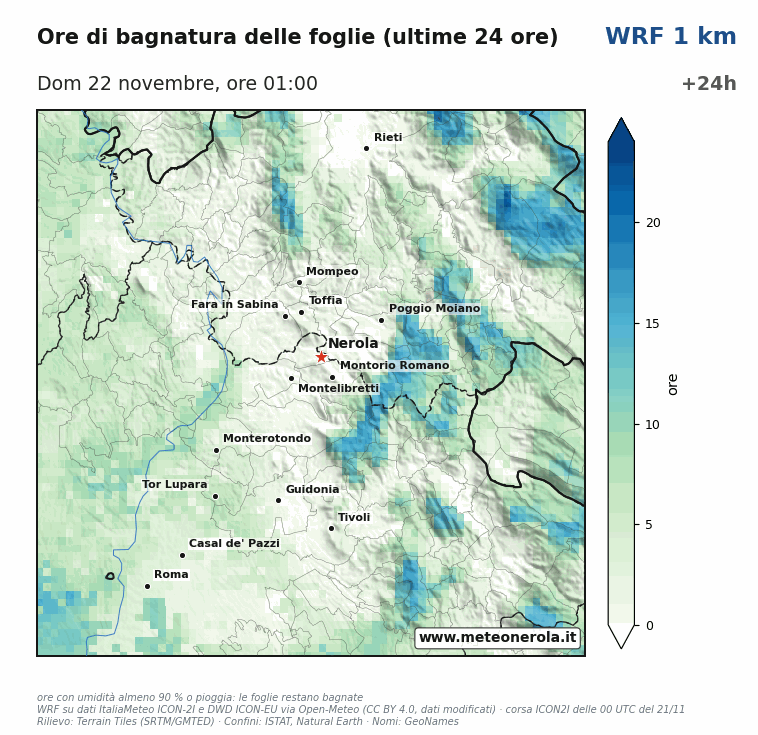 Ore di bagnatura delle foglie (ultime 24 ore)
WRF 1 km
Dom 22 novembre, ore 01:00
+24h
Rieti
Mompeo
Fara in Sabina
Toffia
Poggio Moiano
Nerola
Montorio Romano
Montelibretti
Monterotondo
Tor Lupara
Guidonia
Tivoli
Casal de' Pazzi
Roma
www.meteonerola.it
20
15
10
5
0
ore
ore con umidità almeno 90 % o pioggia: le foglie restano bagnate
WRF su dati ItaliaMeteo ICON-2I e DWD ICON-EU via Open-Meteo (CC BY 4.0, dati modificati) · corsa ICON2I delle 00 UTC del 21/11
Rilievo: Terrain Tiles (SRTM/GMTED) · Confini: ISTAT, Natural Earth · Nomi: GeoNames